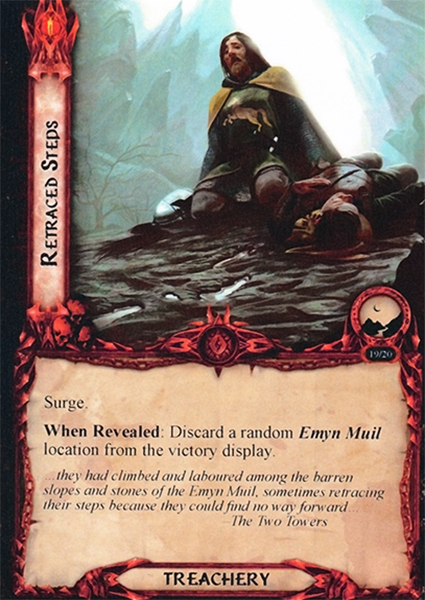 RETRACED STEPS
19/20
Surge.
When Revealed: Discard a random Emyn Muil
location from the victory display.
...they had climbed and laboured among the barren
slopes and stones of the Emyn Muil, sometimes retracing
their steps because they could find no way forward...
-The Two Towers
TREACHERY